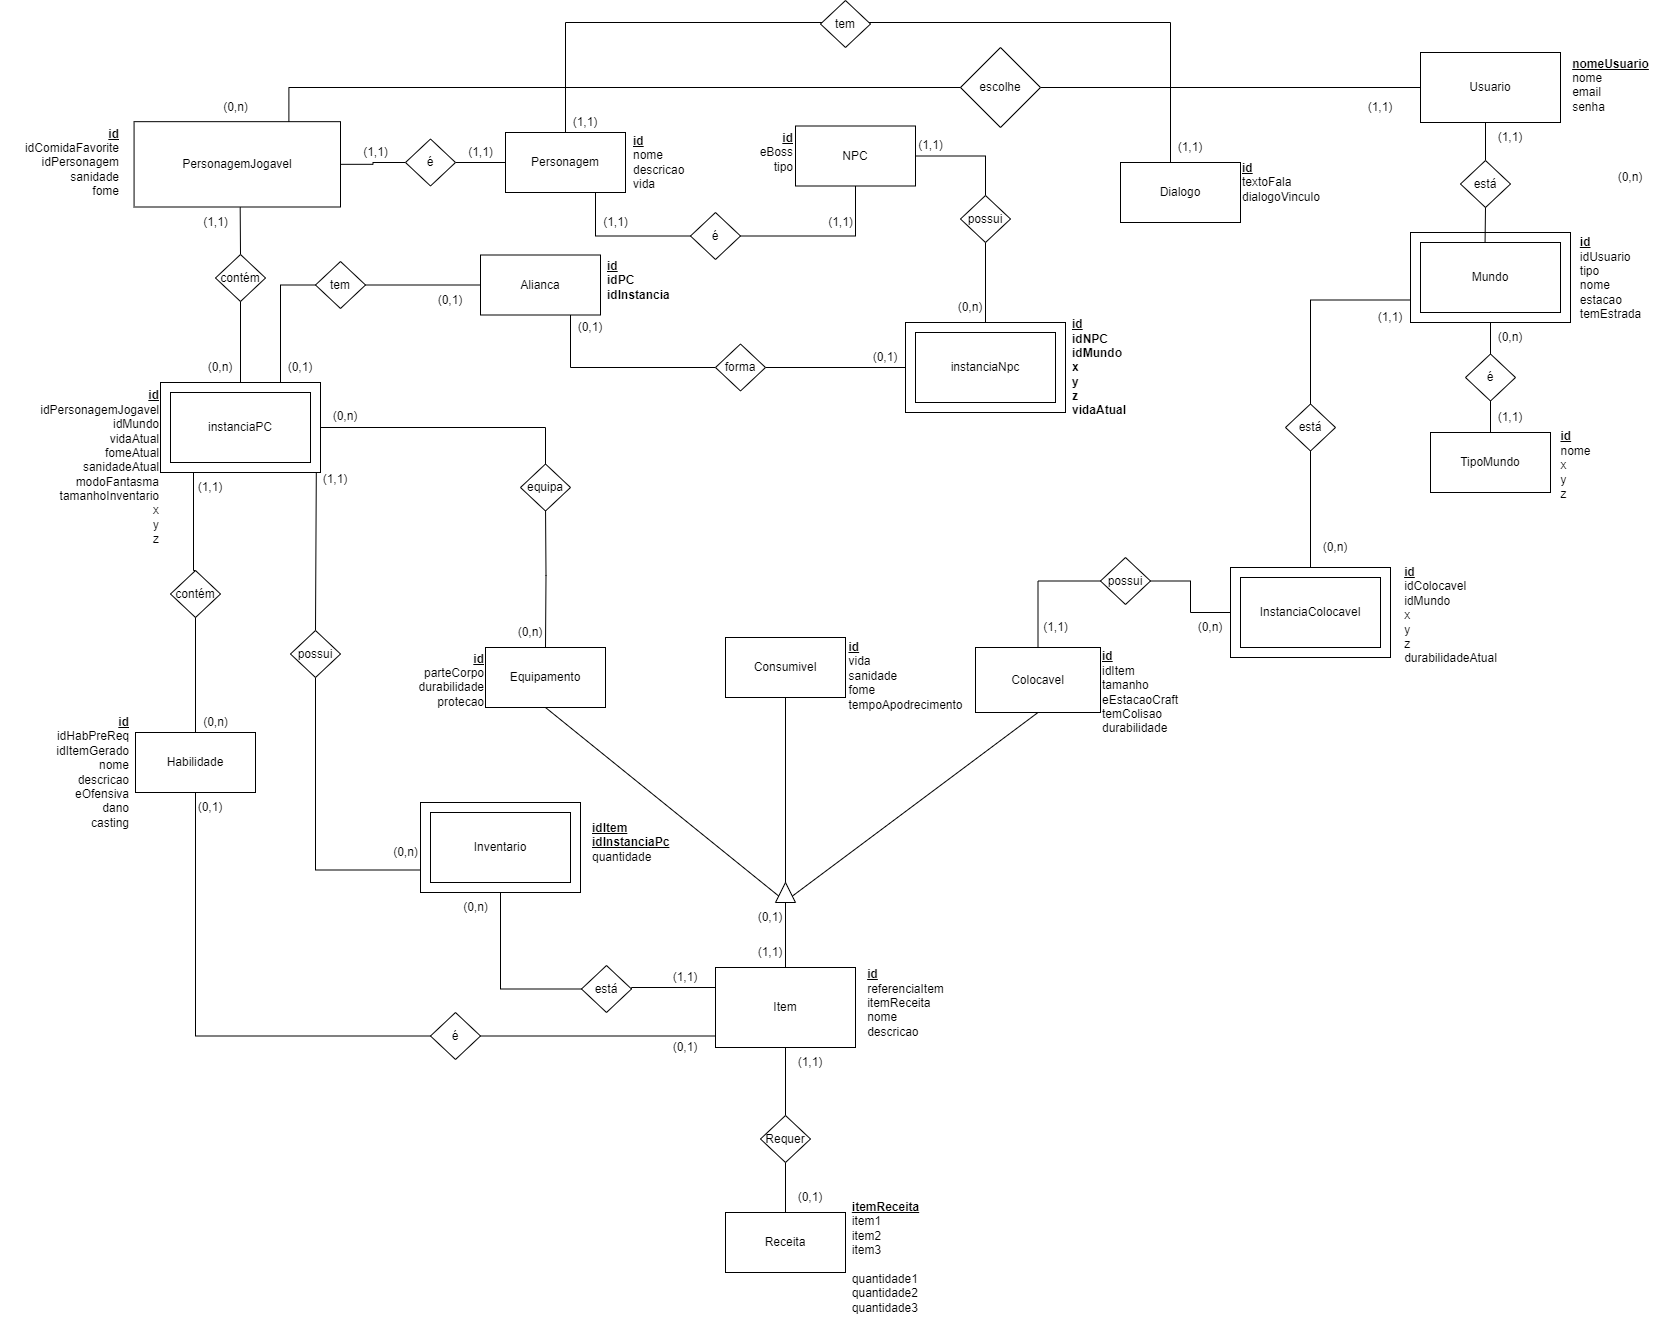 tem
escolhe
Usuario
nomeUsuario
nome
email
senha
(0,n)
(1,1)
PersonagemJogavel
id
idComidaFavorite
idPersonagem
sanidade
fome
(1,1)
é
(1,1)
(1,1)
Personagem
id
nome
descricao
vida
id
eBoss
tipo
NPC
(1,1)
(1,1)
Dialogo
id
textoFala
dialogoVinculo
(1,1)
está
(0,n)
(1,1)
(1,1)
é
(1,1)
possui
contém
tem
(0,1)
Alianca
id
idPC
idInstancia
(0,1)
(0,n)
Mundo
id
idUsuario
tipo
nome
estacao
temEstrada
(1,1)
(0,n)
(0,n)
(0,1)
forma
(0,1)
instanciaNpc
id
idNPC
idMundo
x
y
z
vidaAtual
é
(1,1)
TipoMundo
id
nome
x
y
z
instanciaPC
id
idPersonagemJogavel
idMundo
vidaAtual
fomeAtual
sanidadeAtual
modoFantasma
tamanhoInventario
x
y
z
(0,n)
(1,1)
(1,1)
equipa
está
(0,n)
contém
possui
(0,n)
Equipamento
id
parteCorpo
durabilidade
protecao
Consumivel
id
vida
sanidade
fome
tempoApodrecimento
possui
(1,1)
(0,n)
Colocavel
id
idItem
tamanho
eEstacaoCraft
temColisao
durabilidade
InstanciaColocavel
id
idColocavel
idMundo
x
y
z
durabilidadeAtual
(0,n)
Habilidade
id
idHabPreReq
idItemGerado
nome
descricao
eOfensiva
dano
casting
(0,1)
(0,n)
Inventario
idItem
idInstanciaPc
quantidade
(0,n)
(0,1)
(1,1)
está
(1,1)
Item
id
referenciaItem
itemReceita
nome
descricao
é
(0,1)
(1,1)
Requer
(0,1)
Receita
itemReceita
item1
item2
item3
quantidade1
quantidade2
quantidade3